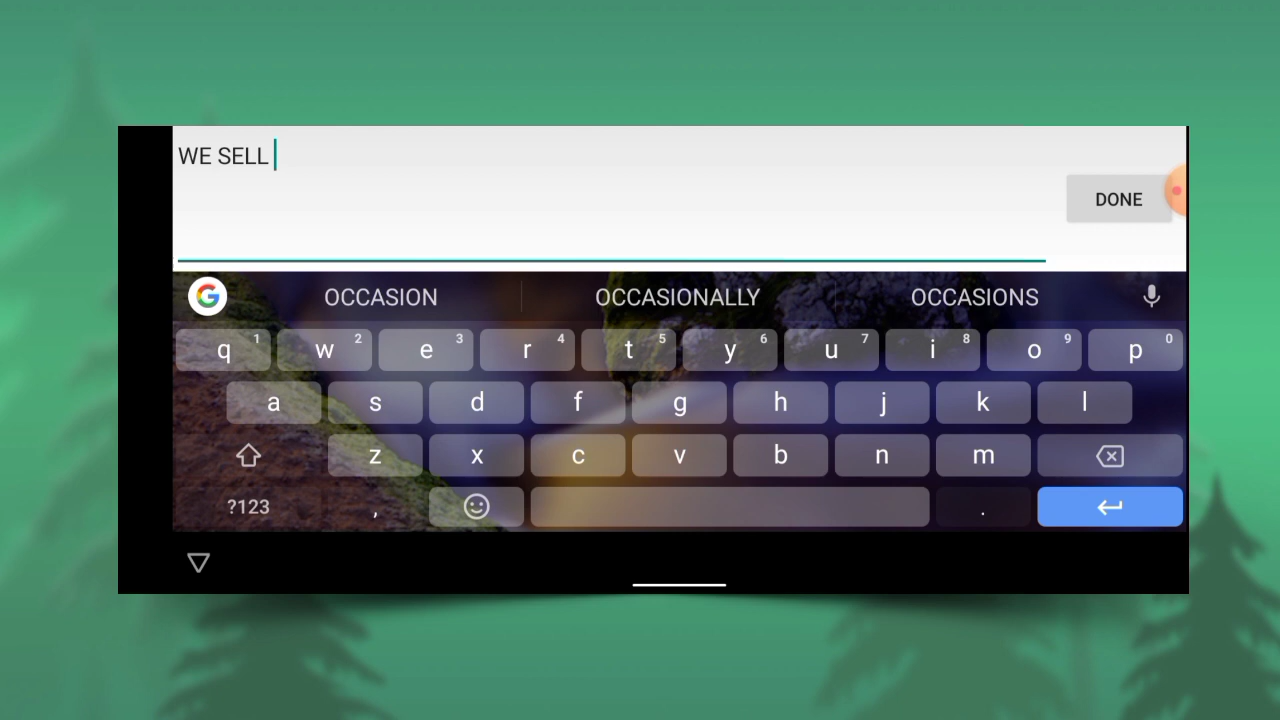 WE SELL
DONE
OCCASION OCCASIONALLY OCCASIONS
q 1 w 2 e 3 r 4 t 5 y 6 u 7 i 8 o 9 p 0
a s d f g h j k l
z x c v b n m
?123 , .